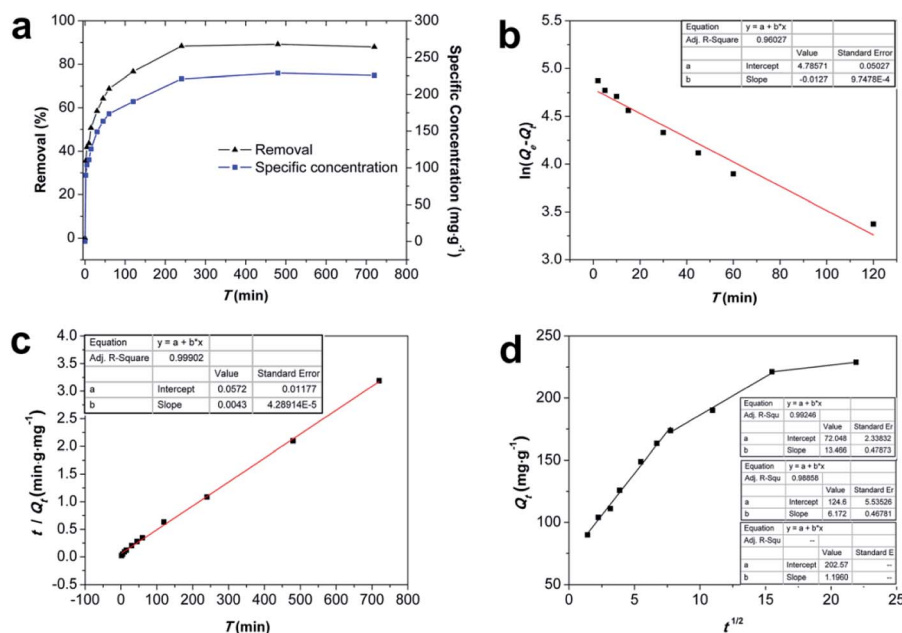 a
Removal (%)
100
80
60
40
20
0
Removal
Specific concentration
300
250
200
150
100
50
0
Specific Concentration (mg·g⁻¹)
0 100 200 300 400 500 600 700 800
T (min)
b
ln(Qe-Qt)
5.0
4.5
4.0
3.5
3.0
Equation y = a + b*x
Adj. R-Square 0.96027
Value Standard Error
a Intercept 4.78571 0.05027
b Slope -0.0127 9.7478E-4
0 20 40 60 80 100 120
T (min)
c
t / Qt (min·g·mg⁻¹)
4.0
3.5
3.0
2.5
2.0
1.5
1.0
0.5
0.0
-0.5
Equation y = a + b*x
Adj. R-Square 0.99902
Value Standard Error
a Intercept 0.0572 0.01177
b Slope 0.0043 4.28914E-5
-100 0 100 200 300 400 500 600 700 800
T (min)
d
Qt (mg·g⁻¹)
250
200
150
100
50
Equation y = a + b*x
Adj. R-Squ 0.99246
Value Standard Er
a Intercept 72.048 2.33832
b Slope 13.466 0.47873
Equation y = a + b*x
Adj. R-Squ 0.98858
Value Standard Er
a Intercept 124.6 5.53526
b Slope 6.172 0.46781
Equation y = a + b*x
Adj. R-Squ --
Value Standard E
a Intercept 202.57 --
b Slope 1.1960 --
0 5 10 15 20 25
t^1/2